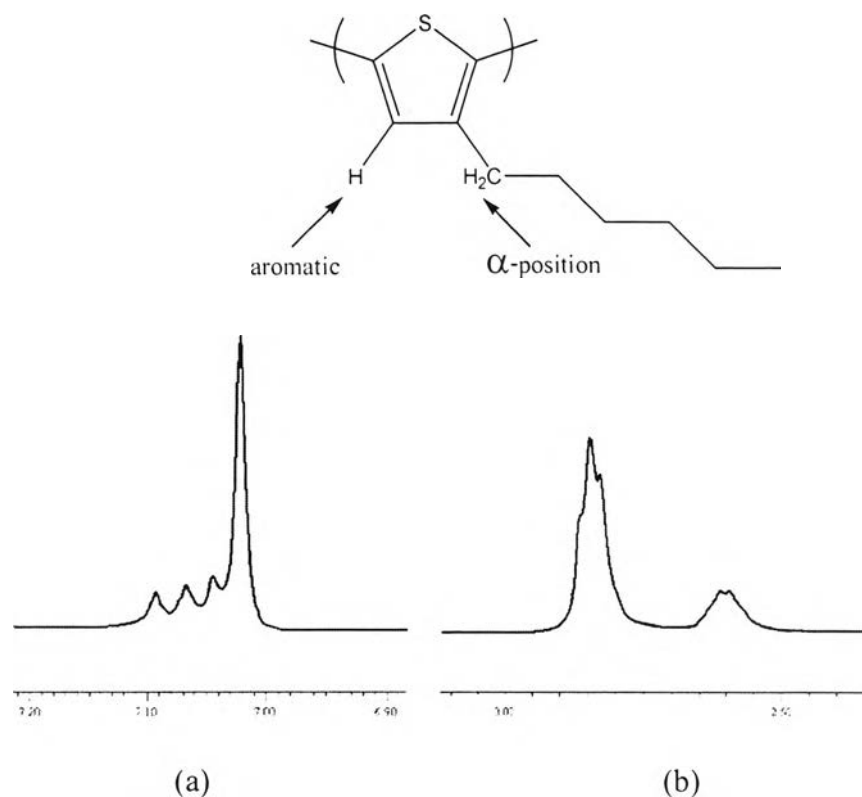 S
H
H₂C
aromatic
α-position
7.10 7.00 6.90 3.00
(a) (b)